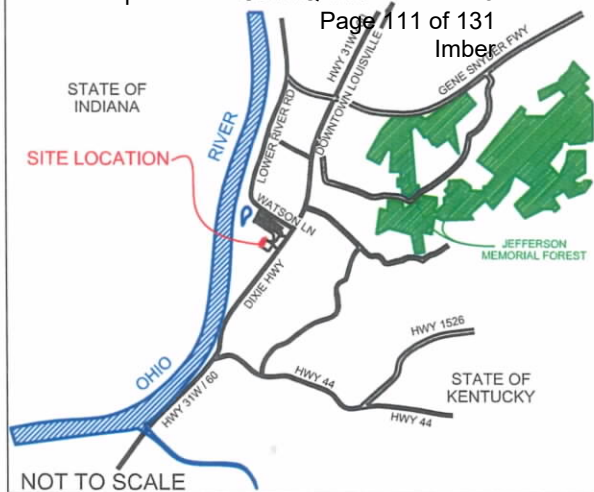 Page 111 of 131
Imber
HWY 31W
DOWNTOWN LOUISVILLE
GENE SNYDER FWY
STATE OF
INDIANA
LOWER RIVER RD
RIVER
SITE LOCATION
WATSON LN
JEFFERSON
MEMORIAL FOREST
DIXIE HWY
HWY 1526
OHIO
HWY 44
STATE OF
KENTUCKY
HWY 31W / 60
HWY 44
NOT TO SCALE